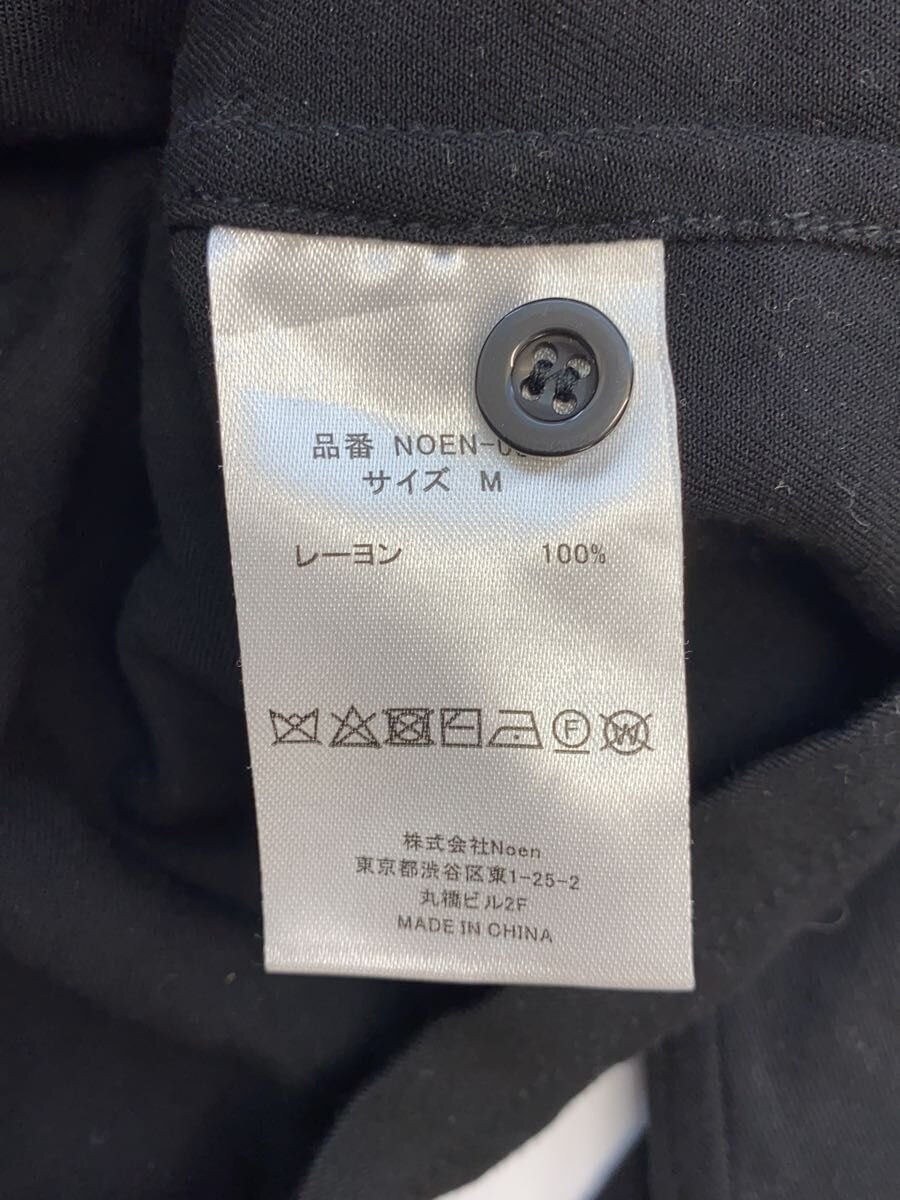 品番 NOEN-
サイズ M
レーヨン 100%
F
W
株式会社Noen
東京都渋谷区東1-25-2
丸橋ビル2F
MADE IN CHINA